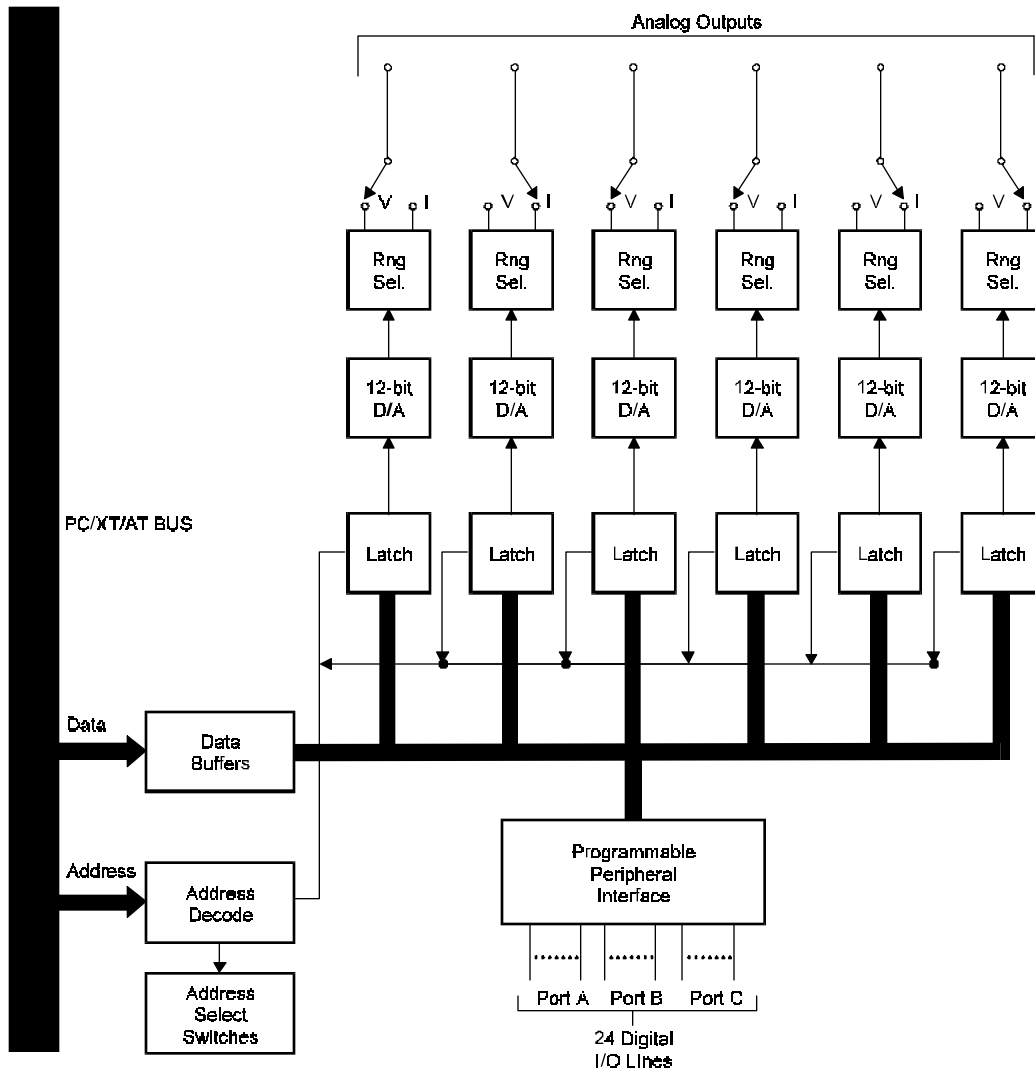 Analog Outputs
V I V I V I V I V I V I
Rng Sel.
Rng Sel.
Rng Sel.
Rng Sel.
Rng Sel.
Rng Sel.
12-bit D/A
12-bit D/A
12-bit D/A
12-bit D/A
12-bit D/A
12-bit D/A
PC/XT/AT BUS
Latch
Latch
Latch
Latch
Latch
Latch
Data
Data
Buffers
Address
Address
Decode
Programmable
Peripheral
Interface
Address
Select
Switches
Port A
Port B
Port C
24 Digital
I/O Lines